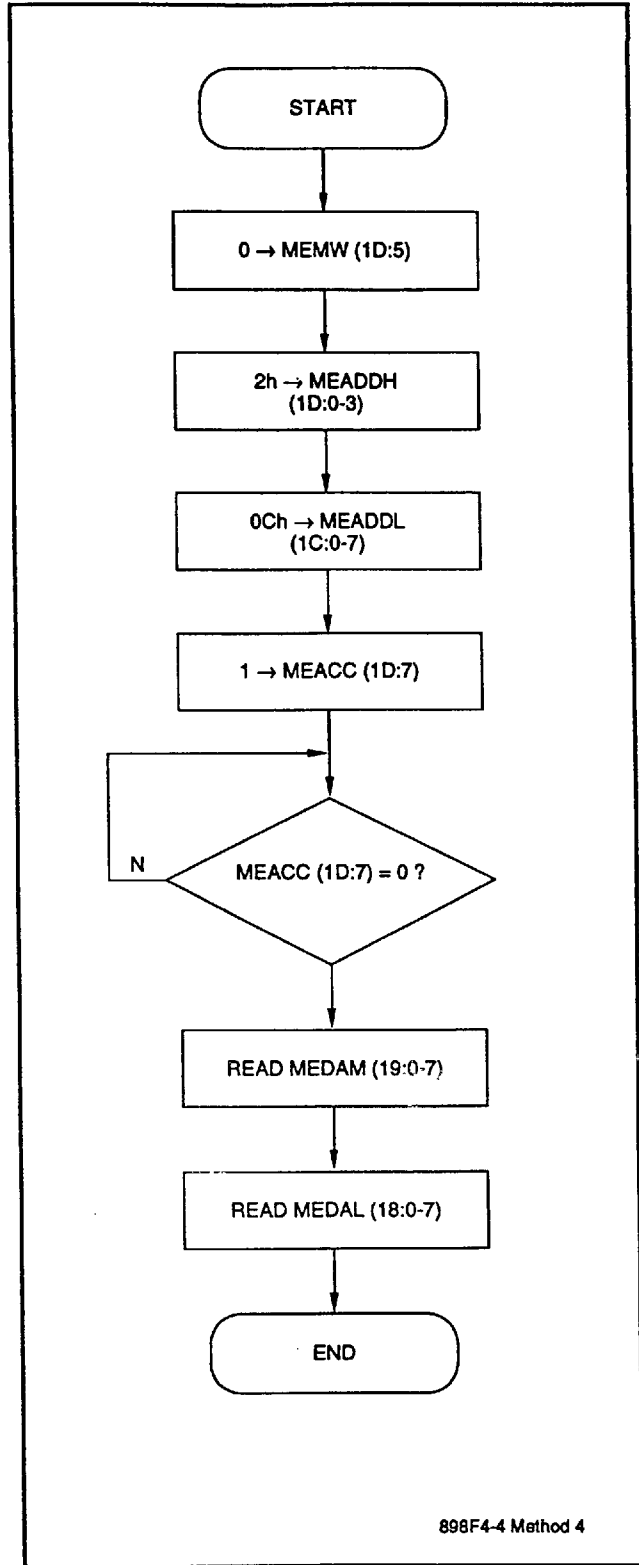 START
0 → MEMW (1D:5)
2h → MEADDH
(1D:0-3)
0Ch → MEADDL
(1C:0-7)
1 → MEACC (1D:7)
N
MEACC (1D:7) = 0 ?
READ MEDAM (19:0-7)
READ MEDAL (18:0-7)
END
898F4-4 Method 4